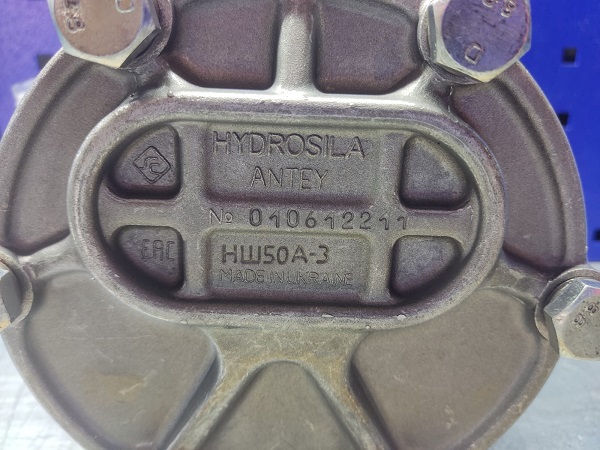 HYDROSILA
ANTEY
№ 010612211
EAC
НШ50А-3
MADE IN UKRAINE